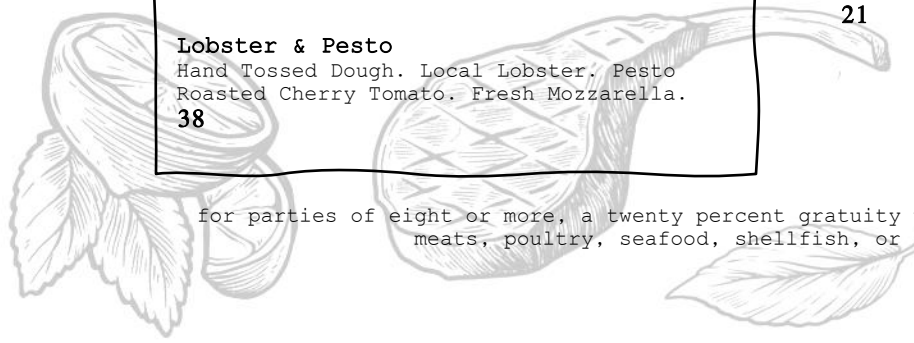 21
Lobster & Pesto
Hand Tossed Dough. Local Lobster. Pesto
Roasted Cherry Tomato. Fresh Mozzarella.
38
for parties of eight or more, a twenty percent gratuity
meats, poultry, seafood, shellfish, or